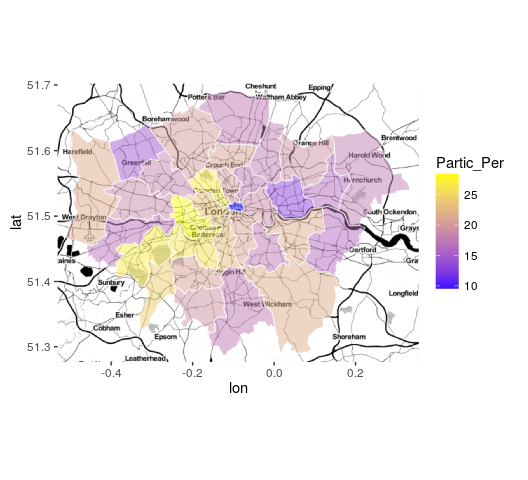 Cheshunt
Epping
51.7
Potters Bar
Waltham Abbey
Borehamwood
Brentwood
Grange Hill
51.6
Harefield
Harold Wood
Partic_Per
Greenhill
Crouch End
25
Hornchurch
Camden Town
20
lat
51.5
West Drayton
London
South Ockendon
Chelsea
Battersea
Grays
15
Dartford
aines
Biggin Hill
10
51.4
Sunbury
Longfield
West Wickham
Esher
Cobham
Epsom
Shoreham
51.3
Leatherhead
-0.4
-0.2
0.0
0.2
lon